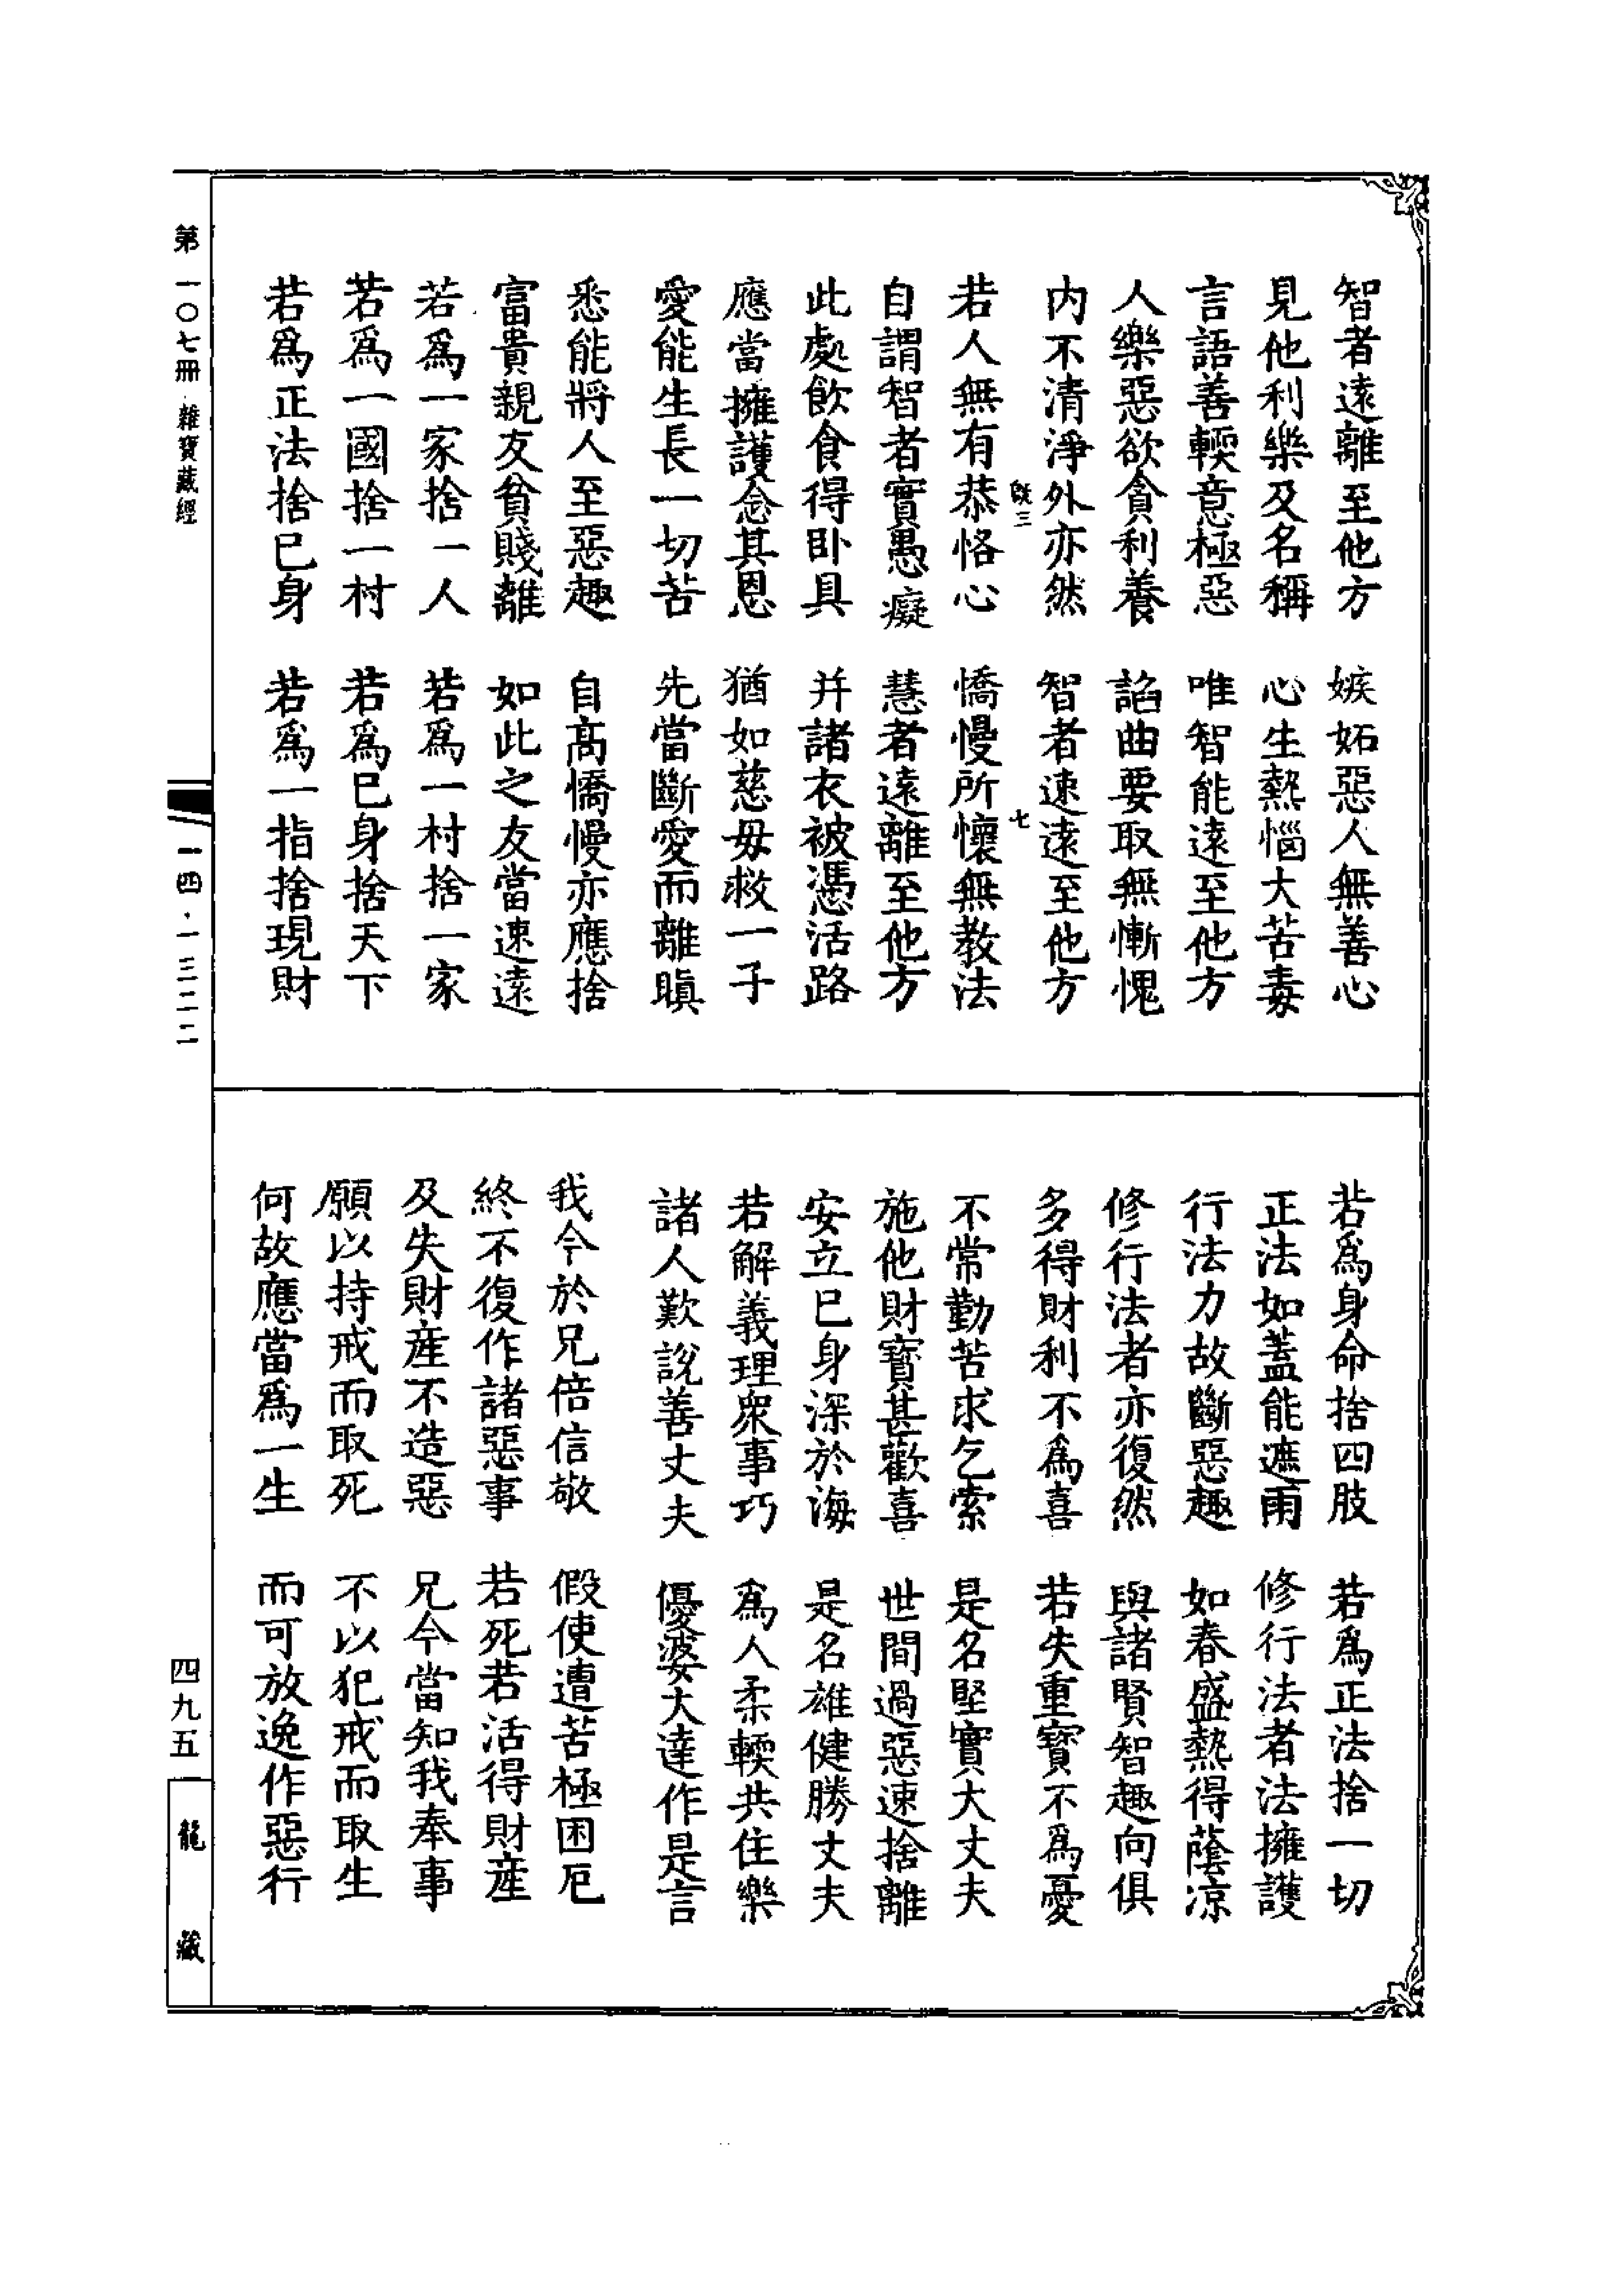 智者遠離至他方　嫉妬惡人無善心
見他利樂及名稱　心生熱惱大苦毒
言語善輭意極惡　唯智能遠至他方
人樂惡欲貪利養　諂曲要取無慚愧
內不清淨外亦然　智者速遠至他方
旣三　七
若人無有恭恪心　憍慢所懷無教法
自謂智者實愚癡　慧者遠離至他方
此處飲食得卧具　并諸衣被憑活路
應當擁護念其恩　猶如慈母救一子
愛能生長一切苦　先當斷愛而離瞋
悉能將人至惡趣　自高憍慢亦應捨
富貴親友貧賤離　如此之友當速遠
若爲一家捨一人　若爲一村捨一家
若爲一國捨一村　若爲已身捨天下
若爲正法捨已身　若爲一指捨現財
若爲身命捨四肢　若爲正法捨一切
正法如蓋能遮雨　修行法者法擁護
行法力故斷惡趣　如春盛熱得蔭凉
修行法者亦復然　與諸賢智趣向俱
多得財利不爲喜　若失重寳不爲憂
不常勤苦求乞索　是名堅實大丈夫
施他財寳甚歡喜　世間過惡速捨離
安立已身深於海　是名雄健勝丈夫
若解義理衆事巧　爲人柔輭共住樂
諸人歎說善丈夫　優婆大達作是言
我今於兄倍信敬　假使遭苦極困厄
終不復作諸惡事　若死若活得財産
及失財産不造惡　兄今當知我奉事
願以持戒而取死　不以犯戒而取生
何故應當爲一生　而可放逸作惡行
第一〇七冊　雜寶藏經
一四·一三二二
四九五
龍藏